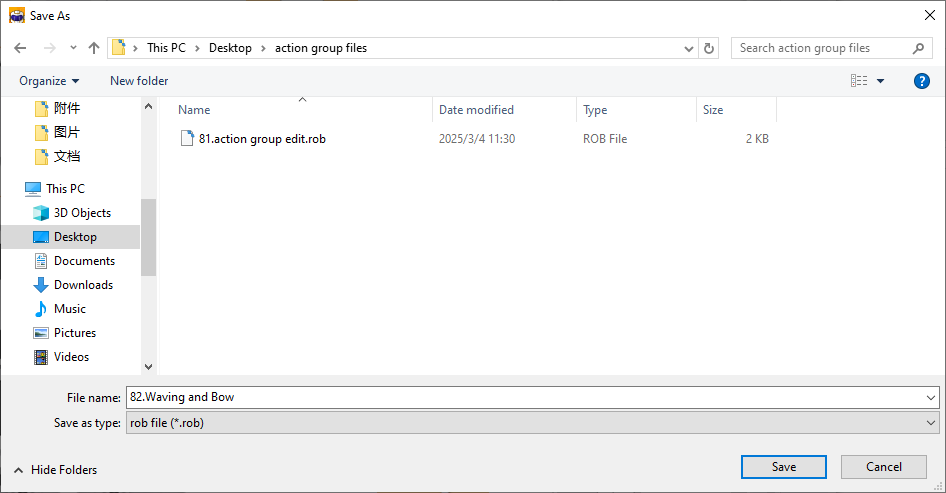 Save As
This PC > Desktop > action group files
Search action group files
Organize
New folder
附件
图片
文档
This PC
3D Objects
Desktop
Documents
Downloads
Music
Pictures
Videos
Name Date modified Type Size
81.action group edit.rob 2025/3/4 11:30 ROB File 2 KB
File name: 82.Waving and Bow
Save as type: rob file (*.rob)
Hide Folders
Save
Cancel